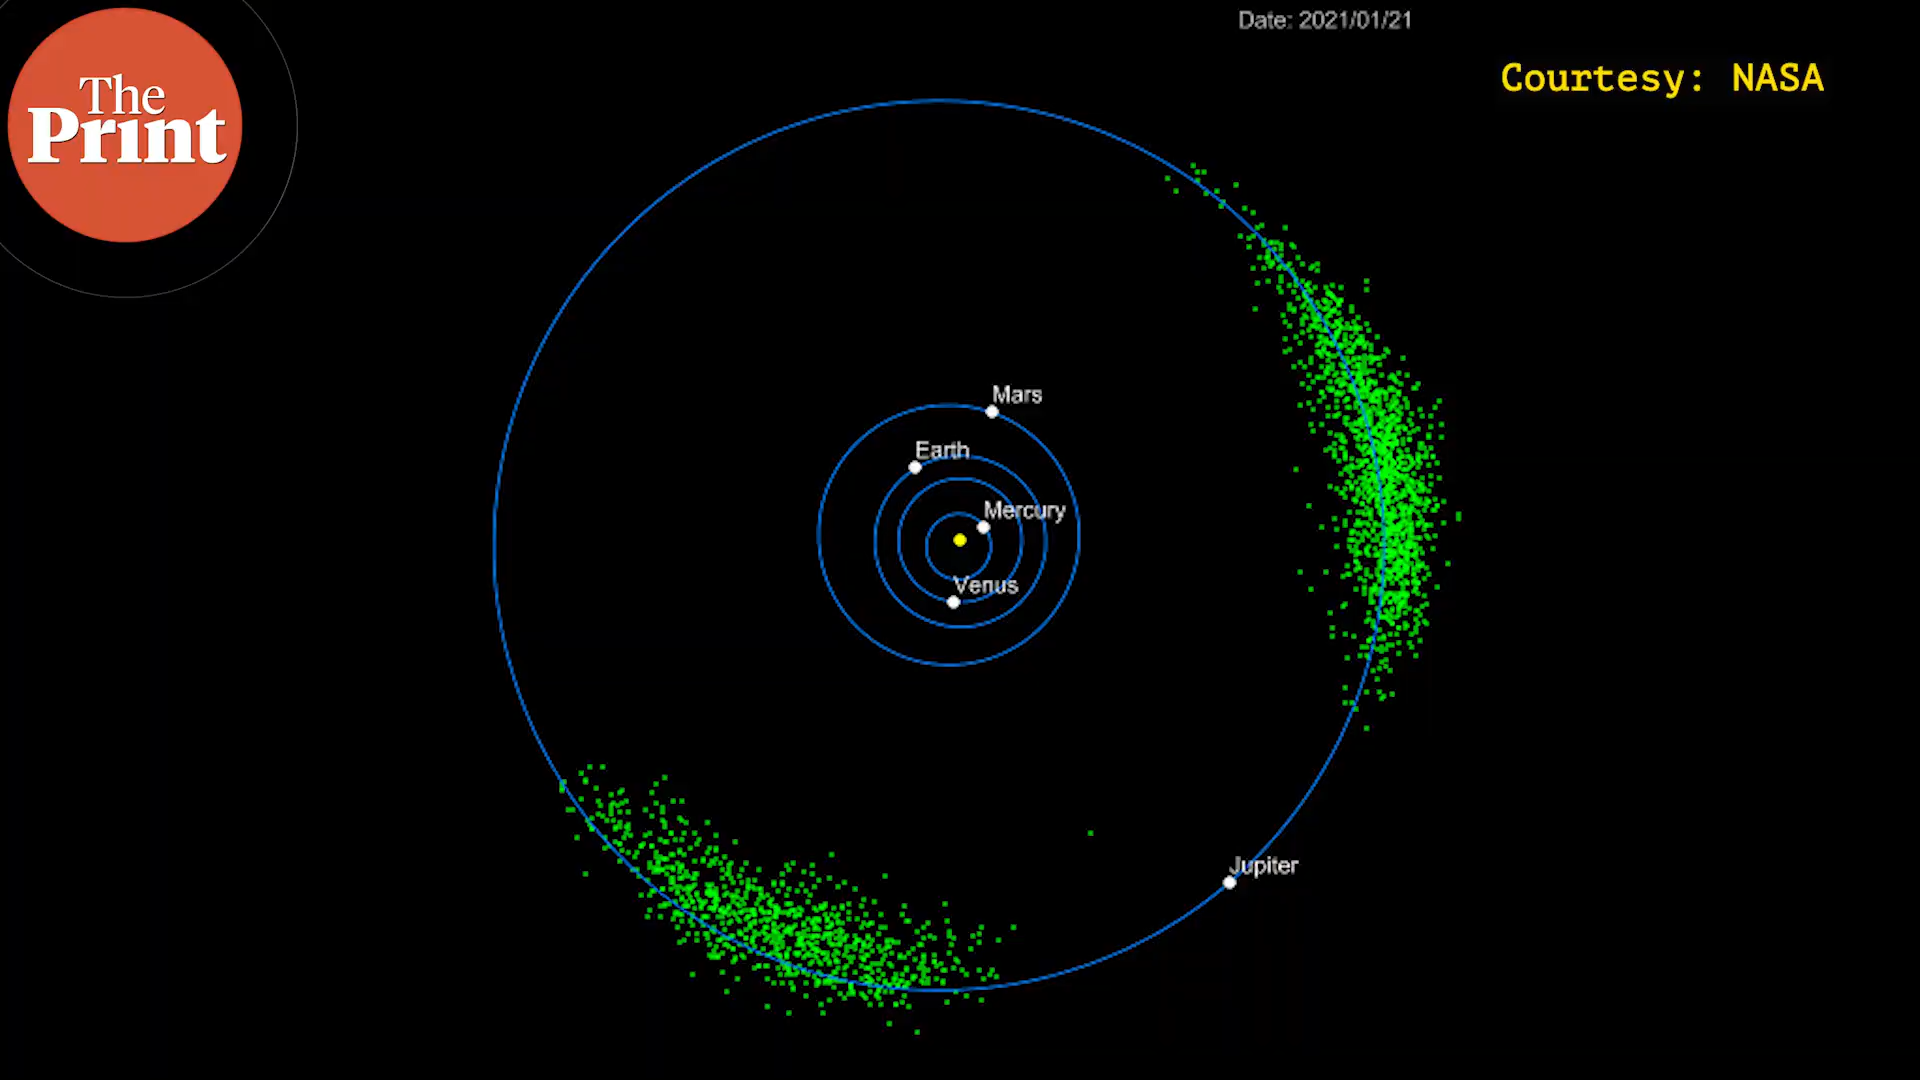 The
Print
Date: 2021/01/21
Courtesy: NASA
Mars
Earth
Mercury
Venus
Jupiter